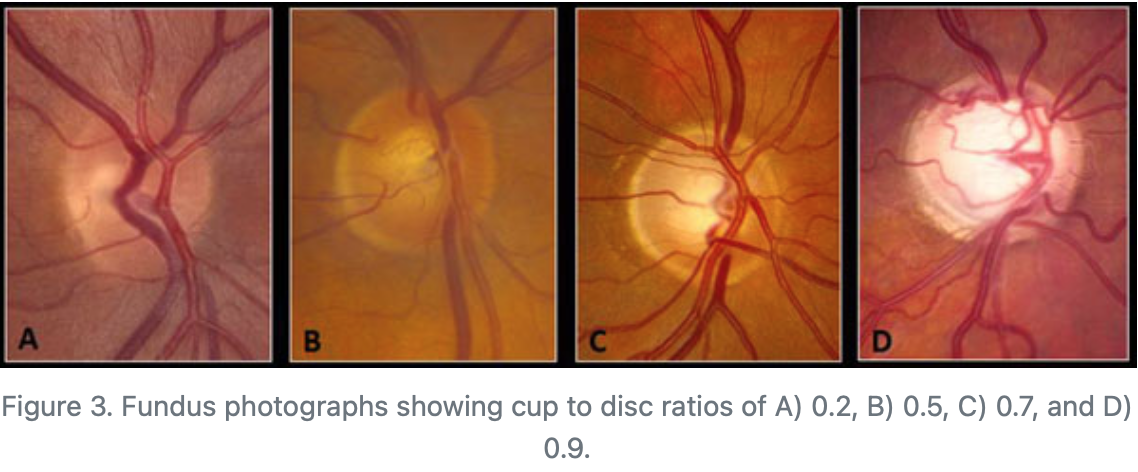 A B C D
Figure 3. Fundus photographs showing cup to disc ratios of A) 0.2, B) 0.5, C) 0.7, and D)
0.9.